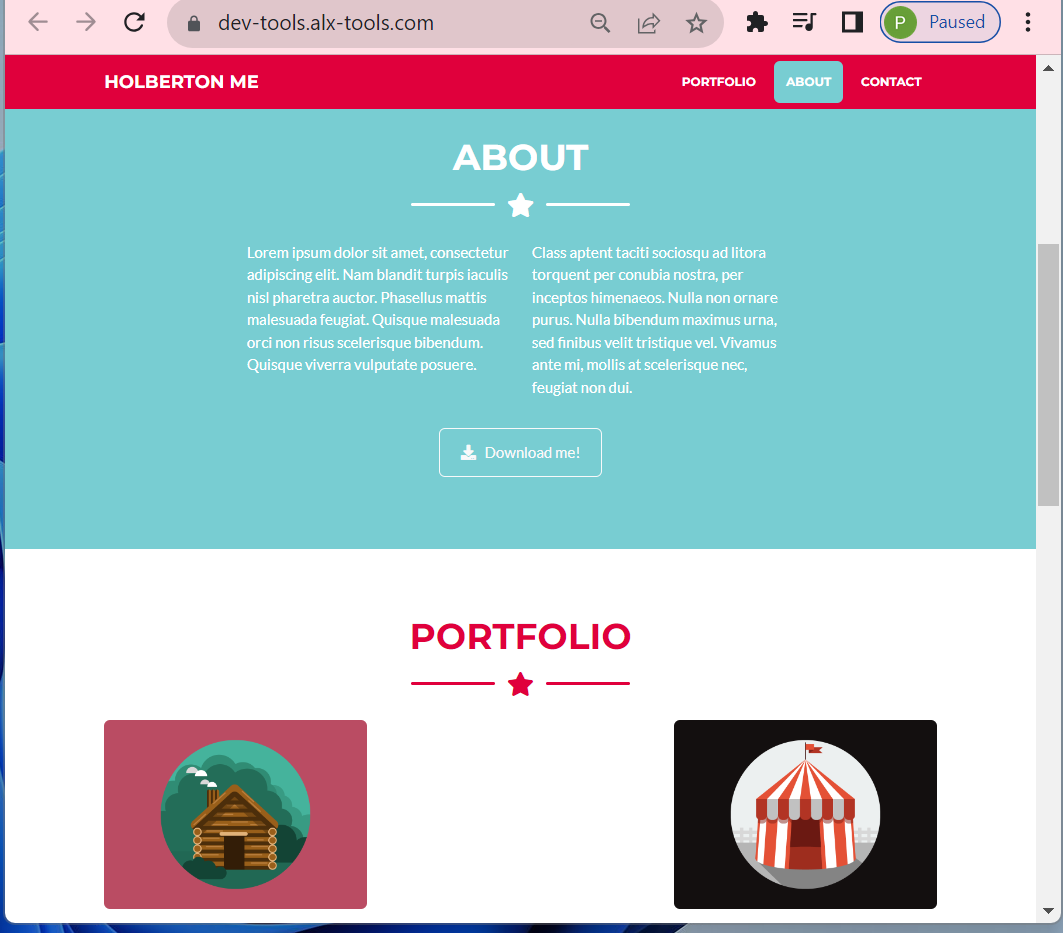 dev-tools.alx-tools.com
P Paused
HOLBERTON ME
PORTFOLIO ABOUT CONTACT
ABOUT
Lorem ipsum dolor sit amet, consectetur
adipiscing elit. Nam blandit turpis iaculis
nisl pharetra auctor. Phasellus mattis
malesuada feugiat. Quisque malesuada
orci non risus scelerisque bibendum.
Quisque viverra vulputate posuere.
Class aptent taciti sociosqu ad litora
torquent per conubia nostra, per
inceptos himenaeos. Nulla non ornare
purus. Nulla bibendum maximus urna,
sed finibus velit tristique vel. Vivamus
ante mi, mollis at scelerisque nec,
feugiat non dui.
Download me!
PORTFOLIO